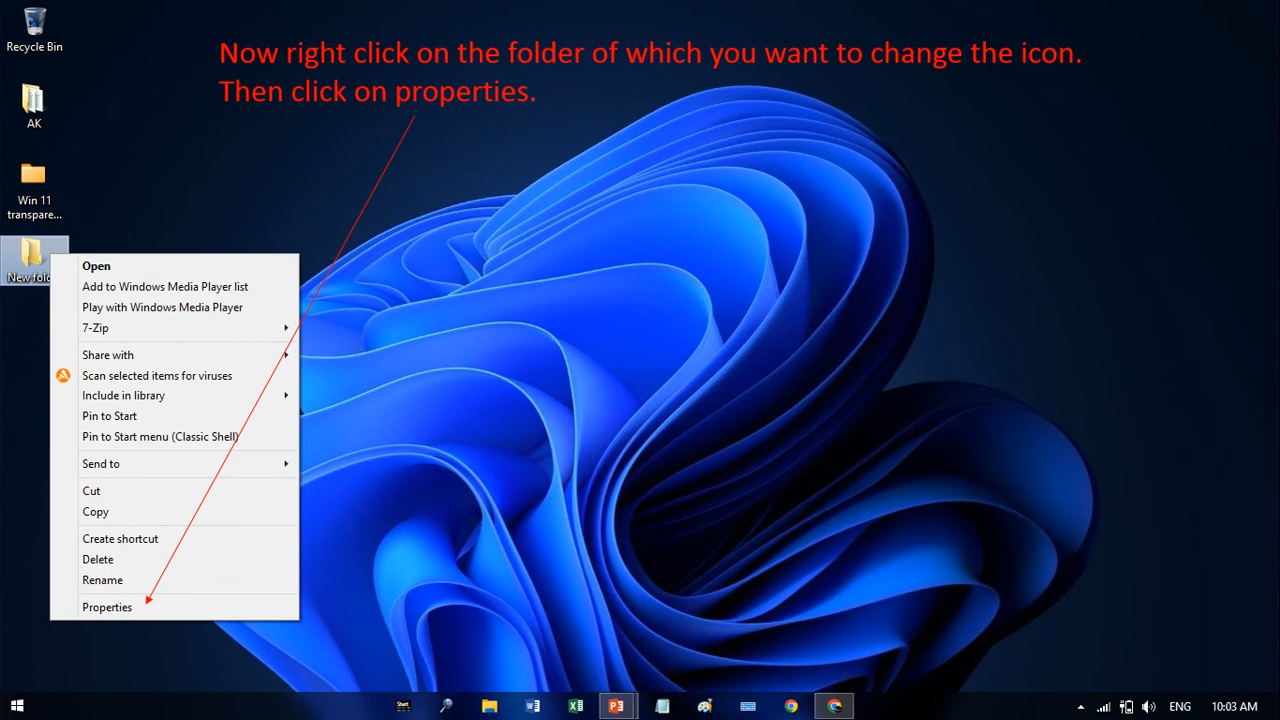 Recycle Bin
Now right click on the folder of which you want to change the icon.
Then click on properties.
AK
Win 11
transpare...
New fold
Open
Add to Windows Media Player list
Play with Windows Media Player
7-Zip
Share with
Scan selected items for viruses
Include in library
Pin to Start
Pin to Start menu (Classic Shell)
Send to
Cut
Copy
Create shortcut
Delete
Rename
Properties
Start
ENG
10:03 AM